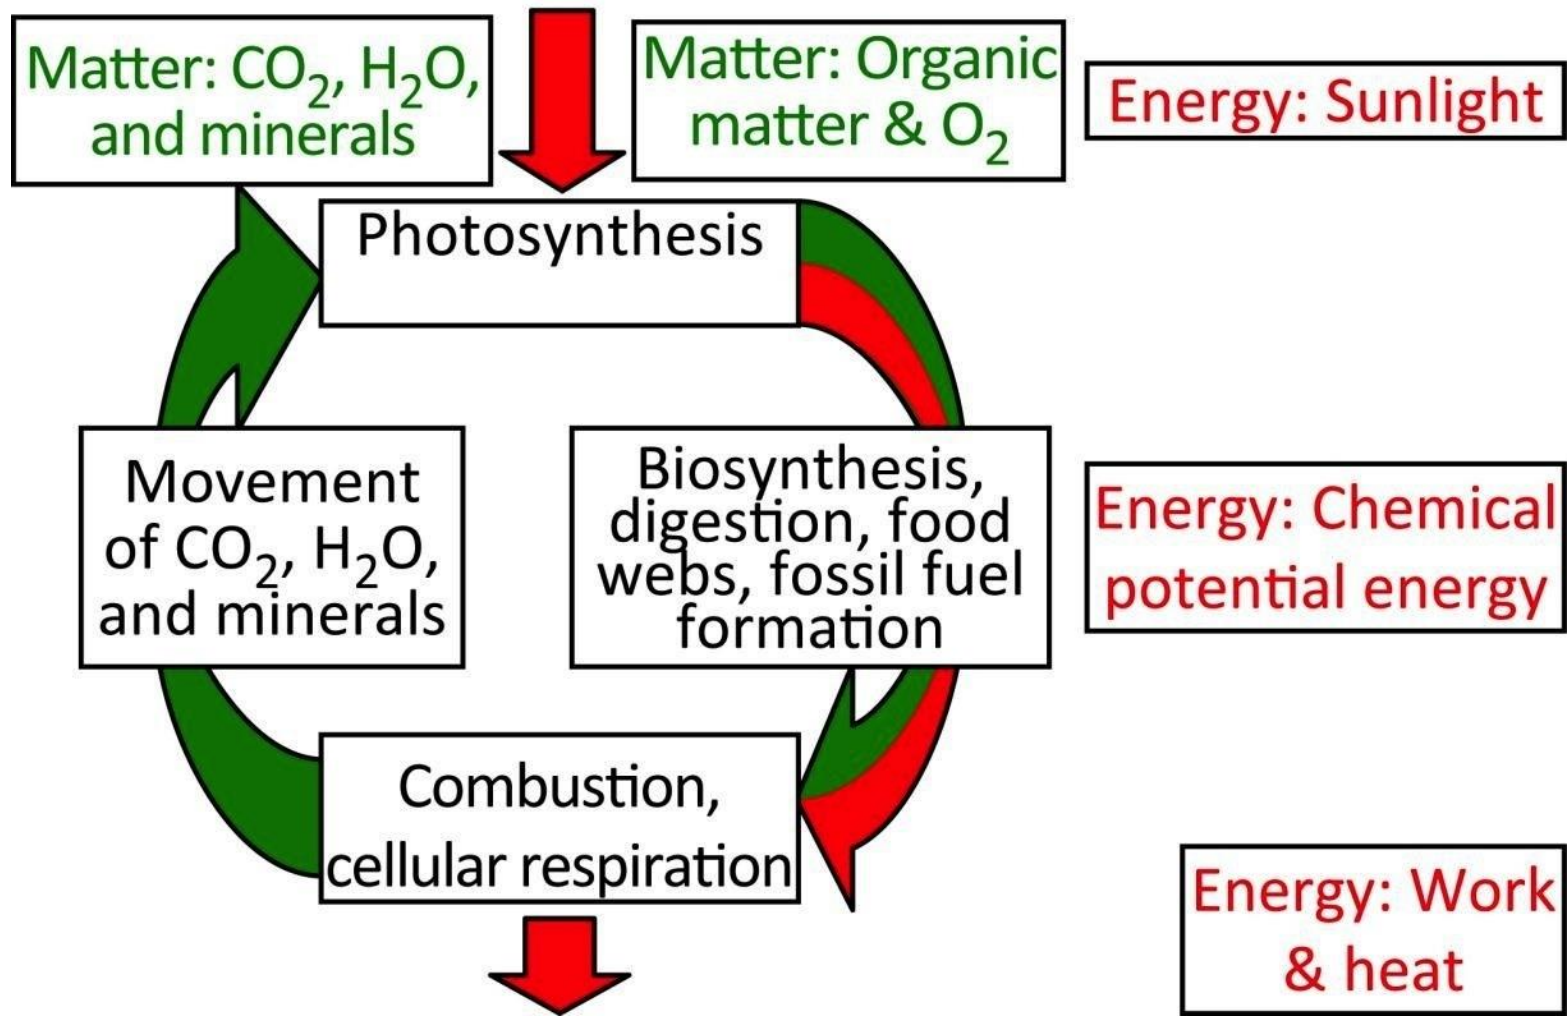 Matter: CO₂, H₂O,
and minerals
Matter: Organic
matter & O₂
Energy: Sunlight
Photosynthesis
Movement
of CO₂, H₂O,
and minerals
Biosynthesis,
digestion, food
webs, fossil fuel
formation
Energy: Chemical
potential energy
Combustion,
cellular respiration
Energy: Work
& heat